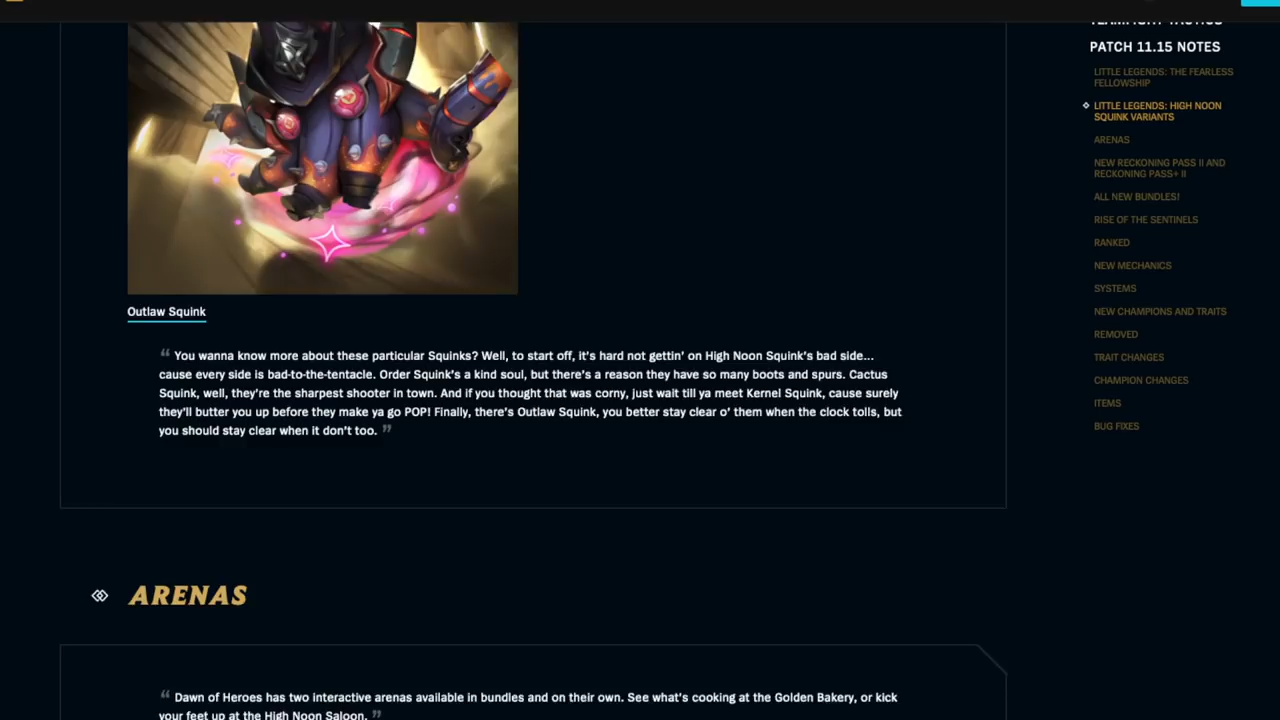 TEAMFIGHT TACTICS
PATCH 11.15 NOTES
LITTLE LEGENDS: THE FEARLESS
FELLOWSHIP
LITTLE LEGENDS: HIGH NOON
SQUINK VARIANTS
ARENAS
NEW RECKONING PASS II AND
RECKONING PASS+ II
ALL NEW BUNDLES!
RISE OF THE SENTINELS
RANKED
NEW MECHANICS
SYSTEMS
NEW CHAMPIONS AND TRAITS
REMOVED
TRAIT CHANGES
CHAMPION CHANGES
ITEMS
BUG FIXES
Outlaw Squink
“ You wanna know more about these particular Squinks? Well, to start off, it's hard not gettin' on High Noon Squink's bad side...
cause every side is bad-to-the-tentacle. Order Squink's a kind soul, but there's a reason they have so many boots and spurs. Cactus
Squink, well, they're the sharpest shooter in town. And if you thought that was corny, just wait till ya meet Kernel Squink, cause surely
they'll butter you up before they make ya go POP! Finally, there's Outlaw Squink, you better stay clear o' them when the clock tolls, but
you should stay clear when it don't too. ”
ARENAS
“ Dawn of Heroes has two interactive arenas available in bundles and on their own. See what's cooking at the Golden Bakery, or kick
your feet up at the High Noon Saloon. ”